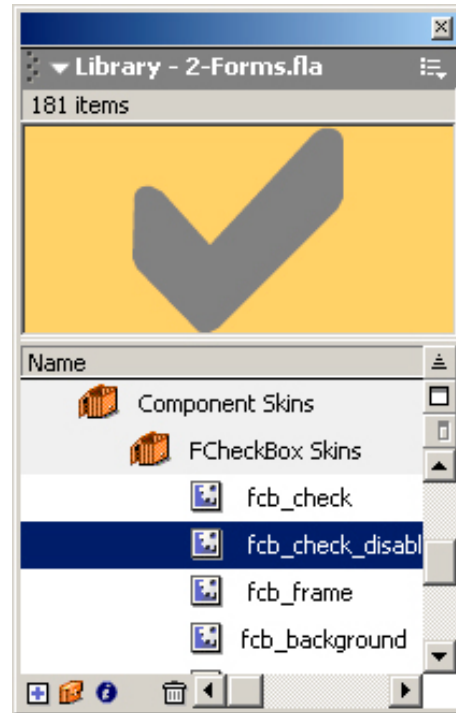 Library - 2-Forms.fla
181 items
Name
Component Skins
FCheckBox Skins
fcb_check
fcb_check_disabl
fcb_frame
fcb_background